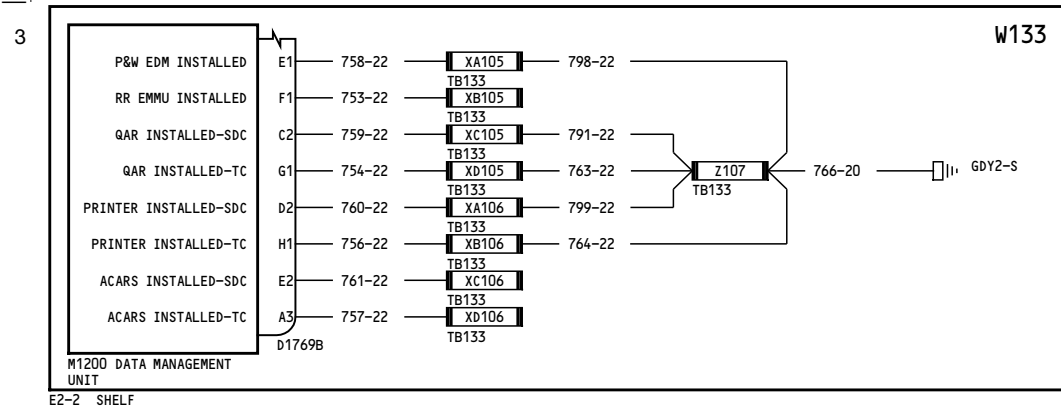 3
W133
P&W EDM INSTALLED E1 758-22 XA105 798-22
TB133
RR EMMU INSTALLED F1 753-22 XB105
TB133
QAR INSTALLED-SDC C2 759-22 XC105 791-22
TB133
QAR INSTALLED-TC G1 754-22 XD105 763-22 Z107 766-20 GDY2-S
TB133 TB133
PRINTER INSTALLED-SDC D2 760-22 XA106 799-22
TB133
PRINTER INSTALLED-TC H1 756-22 XB106 764-22
TB133
ACARS INSTALLED-SDC E2 761-22 XC106
TB133
ACARS INSTALLED-TC A3 757-22 XD106
TB133
D1769B
M1200 DATA MANAGEMENT
UNIT
E2-2 SHELF